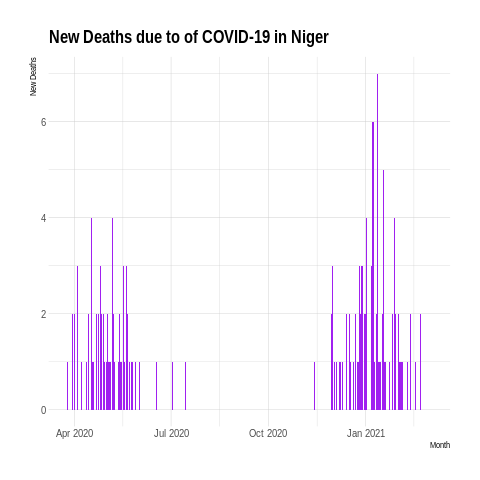 New Deaths due to of COVID-19 in Niger
New Deaths
6
4
2
0
Apr 2020 Jul 2020 Oct 2020 Jan 2021
Month